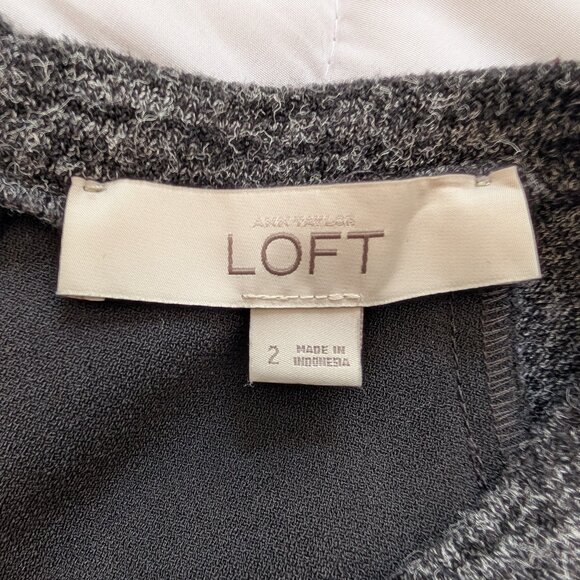 ANN TAYLOR
LOFT
2
MADE IN
INDONESIA